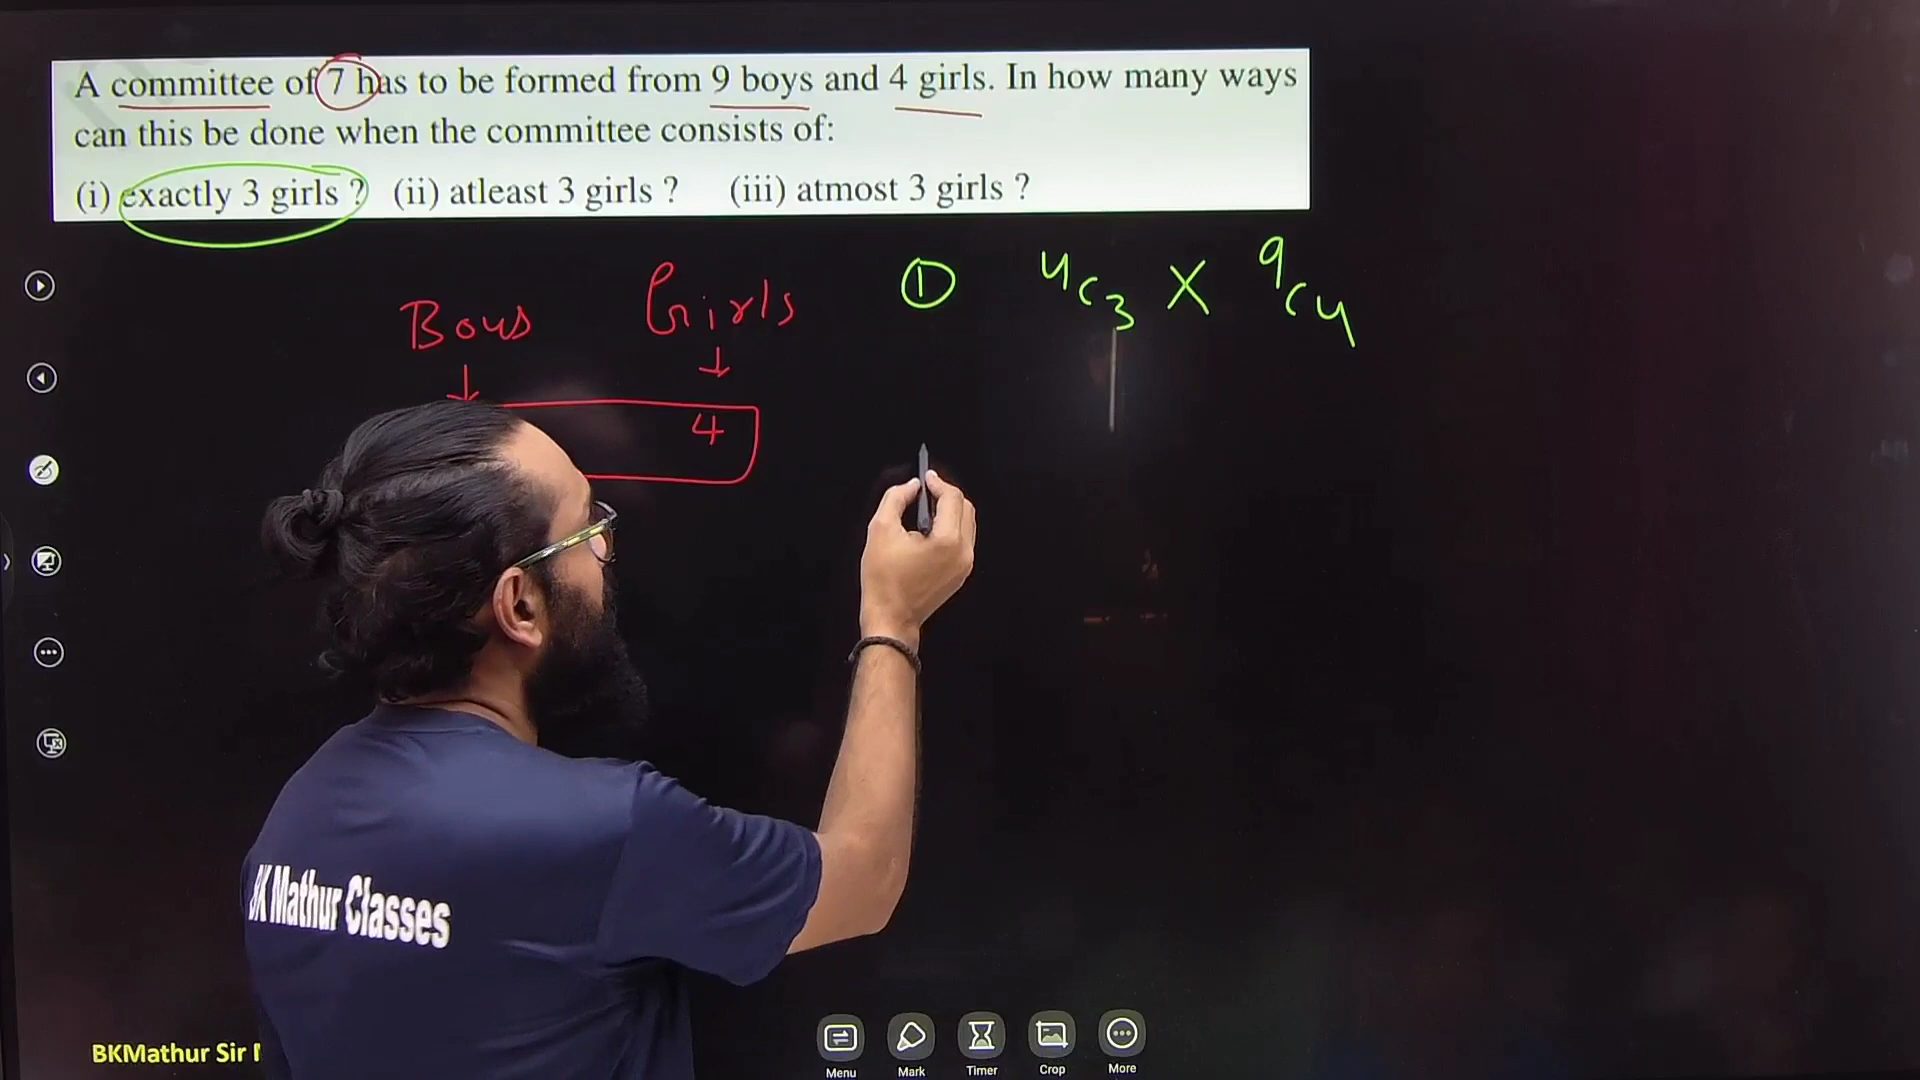 A committee of 7 has to be formed from 9 boys and 4 girls. In how many ways
can this be done when the committee consists of:
(i) exactly 3 girls ? (ii) atleast 3 girls ? (iii) atmost 3 girls ?
Boys Girls
4
① ⁴C₃ X ⁹C₄
BK Mathur Classes
BKMathur Sir
Menu Mark Timer Crop More